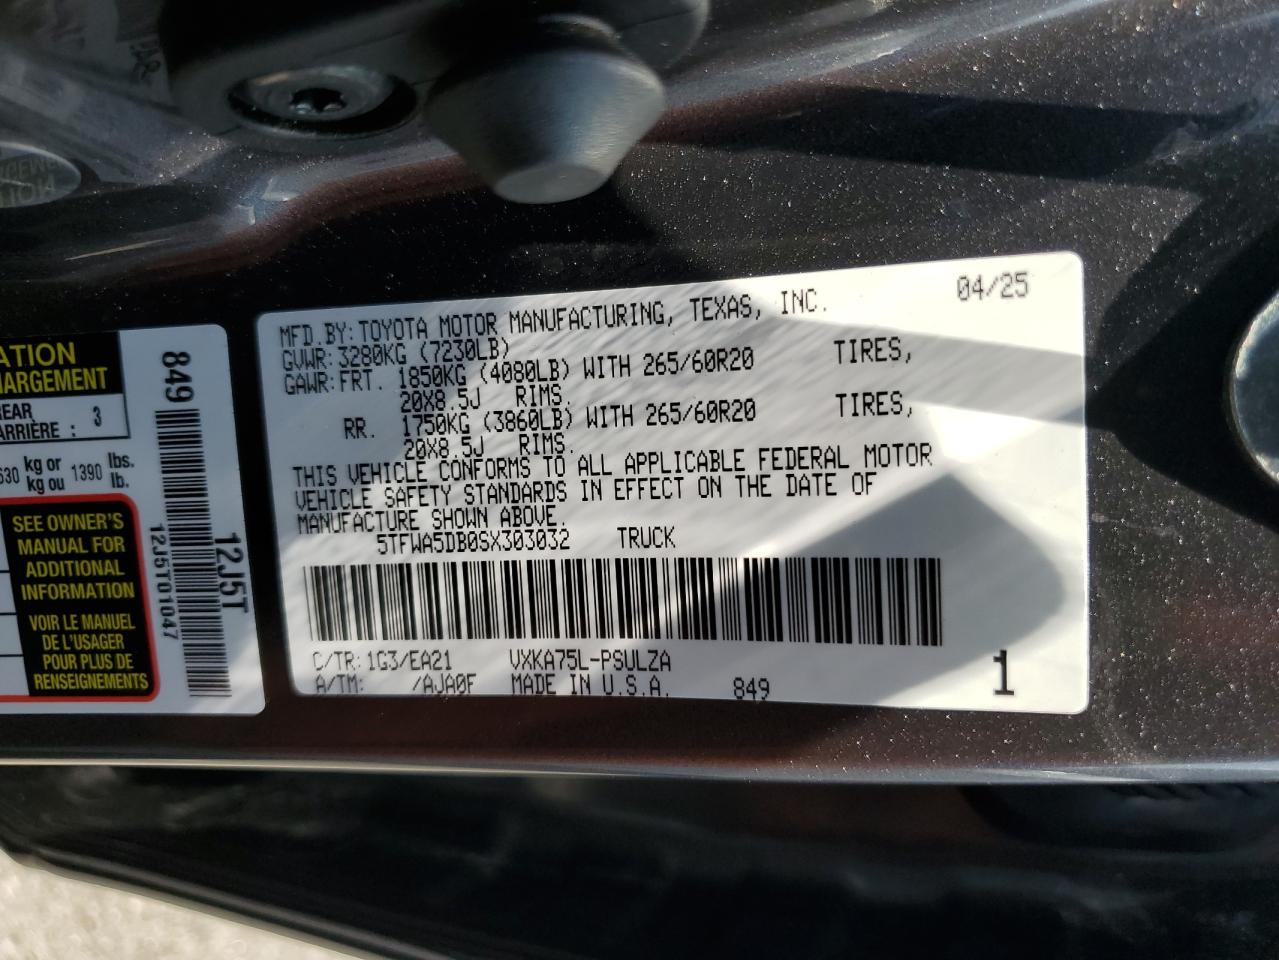 04/25
MFD.BY: TOYOTA MOTOR MANUFACTURING, TEXAS, INC.
GVWR: 3280KG (7230LB)
GAWR: FRT. 1850KG (4080LB) WITH 265/60R20 TIRES,
20X8.5J RIMS.
RR. 1750KG (3860LB) WITH 265/60R20 TIRES,
20X8.5J RIMS.
THIS VEHICLE CONFORMS TO ALL APPLICABLE FEDERAL MOTOR
VEHICLE SAFETY STANDARDS IN EFFECT ON THE DATE OF
MANUFACTURE SHOWN ABOVE.
5TFWA5DB0SX303032 TRUCK
C/TR: 1G3/EA21 VXKA75L-PSULZA
A/TM: /AJA0F MADE IN U.S.A. 849
1
REAR 3
ARRIÈRE :
kg or 1390 lbs.
kg ou lb.
SEE OWNER'S
MANUAL FOR
ADDITIONAL
INFORMATION
VOIR LE MANUEL
DE L'USAGER
POUR PLUS DE
RENSEIGNEMENTS
849
12J5T01047
12J5T